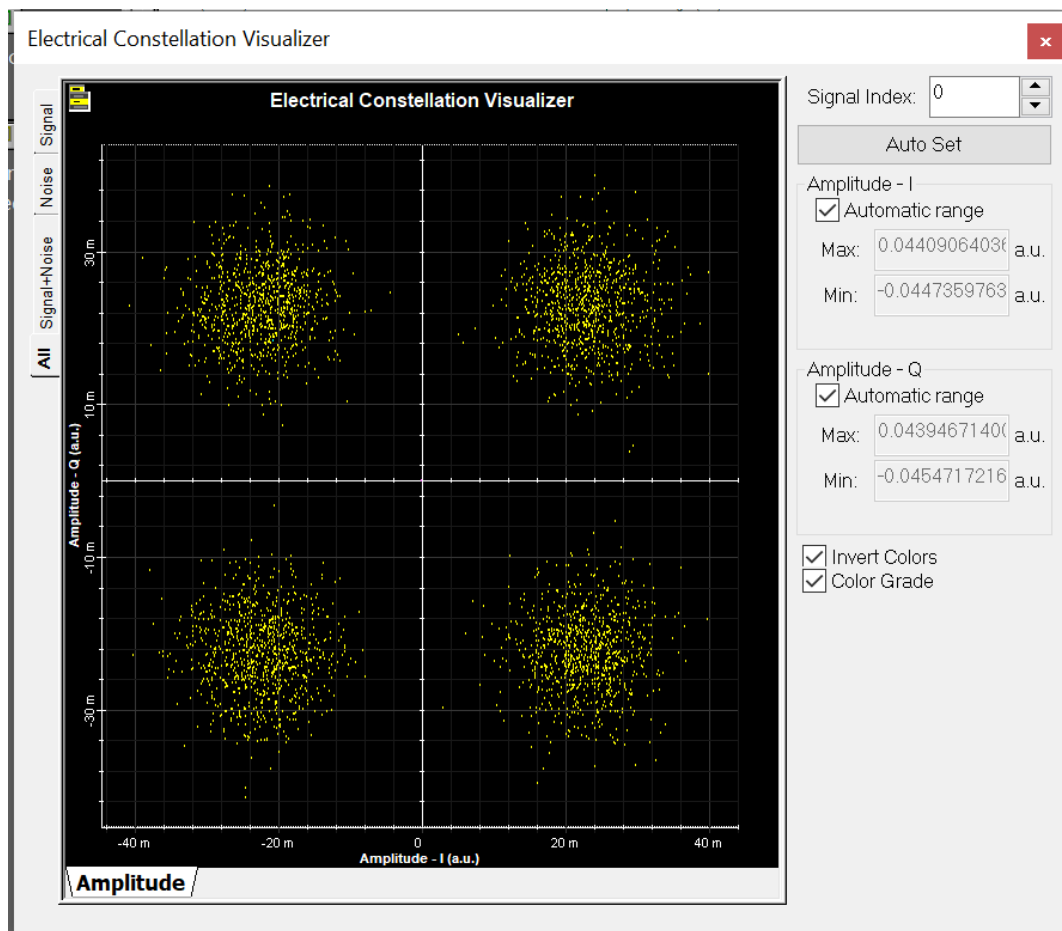 Electrical Constellation Visualizer
x
Electrical Constellation Visualizer
Signal
Noise
Signal+Noise
All
30 m
10 m
-10 m
-30 m
Amplitude - Q (a.u.)
-40 m
-20 m
0
20 m
40 m
Amplitude - I (a.u.)
Amplitude
Signal Index: 0
Auto Set
Amplitude - I
Automatic range
Max: 0.0440906403 a.u.
Min: -0.0447359763 a.u.
Amplitude - Q
Automatic range
Max: 0.0439467140 a.u.
Min: -0.0454717216 a.u.
Invert Colors
Color Grade